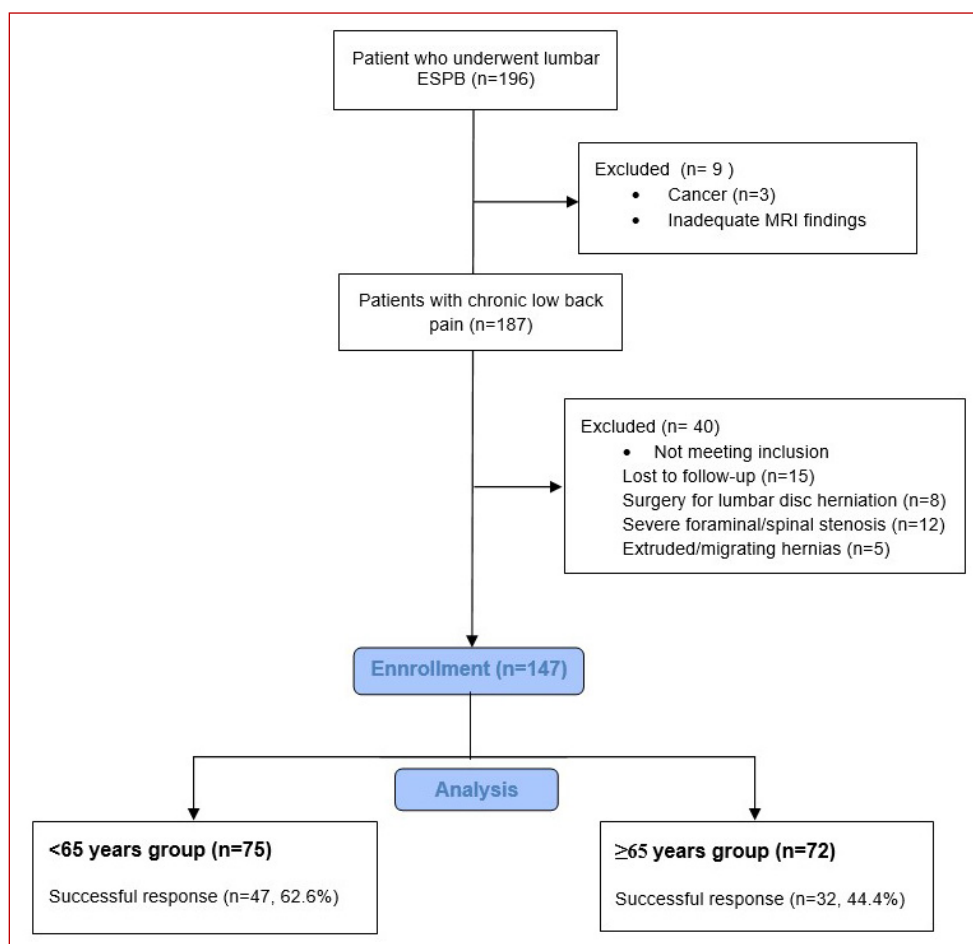 Patient who underwent lumbar
ESPB (n=196)
Excluded (n= 9 )
• Cancer (n=3)
• Inadequate MRI findings
Patients with chronic low back
pain (n=187)
Excluded (n= 40)
• Not meeting inclusion
Lost to follow-up (n=15)
Surgery for lumbar disc herniation (n=8)
Severe foraminal/spinal stenosis (n=12)
Extruded/migrating hernias (n=5)
Ennrollment (n=147)
Analysis
<65 years group (n=75)
Successful response (n=47, 62.6%)
≥65 years group (n=72)
Successful response (n=32, 44.4%)